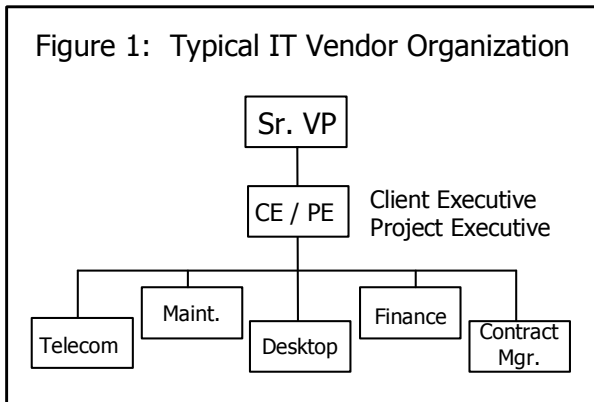 Figure 1: Typical IT Vendor Organization
Sr. VP
CE / PE
Client Executive
Project Executive
Telecom
Maint.
Desktop
Finance
Contract
Mgr.